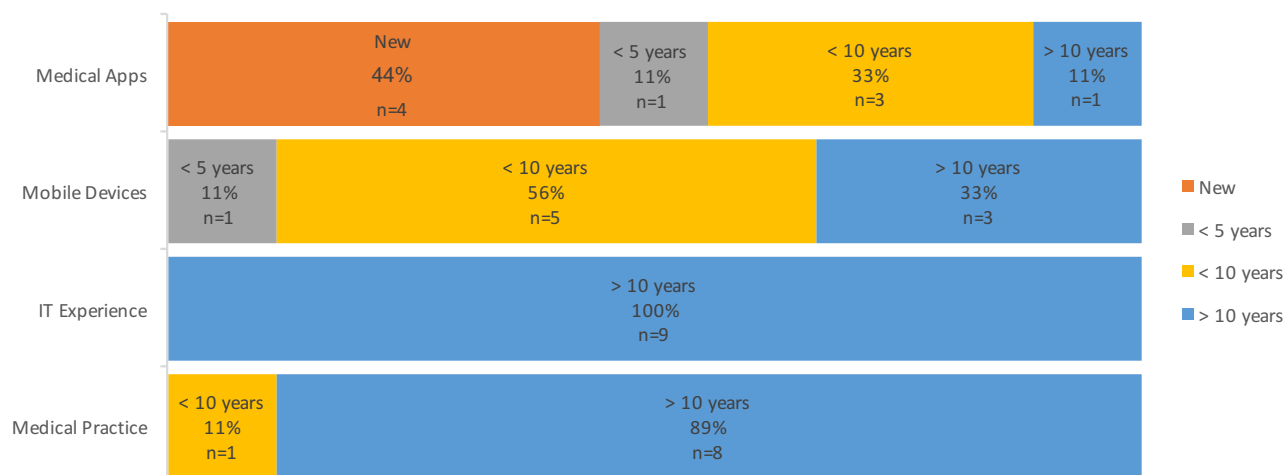 Medical Apps
New
44%
n=4
< 5 years
11%
n=1
< 10 years
33%
n=3
> 10 years
11%
n=1
Mobile Devices
< 5 years
11%
n=1
< 10 years
56%
n=5
> 10 years
33%
n=3
IT Experience
> 10 years
100%
n=9
Medical Practice
< 10 years
11%
n=1
> 10 years
89%
n=8
New
< 5 years
< 10 years
> 10 years